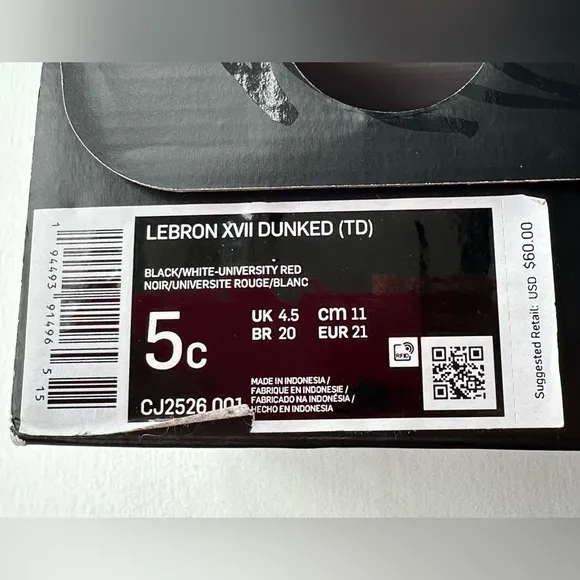 LEBRON XVII DUNKED (TD)
BLACK/WHITE-UNIVERSITY RED
NOIR/UNIVERSITE ROUGE/BLANC
5C
UK 4.5 cm 11
BR 20 EUR 21
RFID
CJ2526 001
MADE IN INDONESIA/
FABRIQUE EN INDONESIE/
FABRICADO NA INDONÉSIA/
HECHO EN INDONESIA
1 94493 91496 5 15
Suggested Retail: USD $60.00